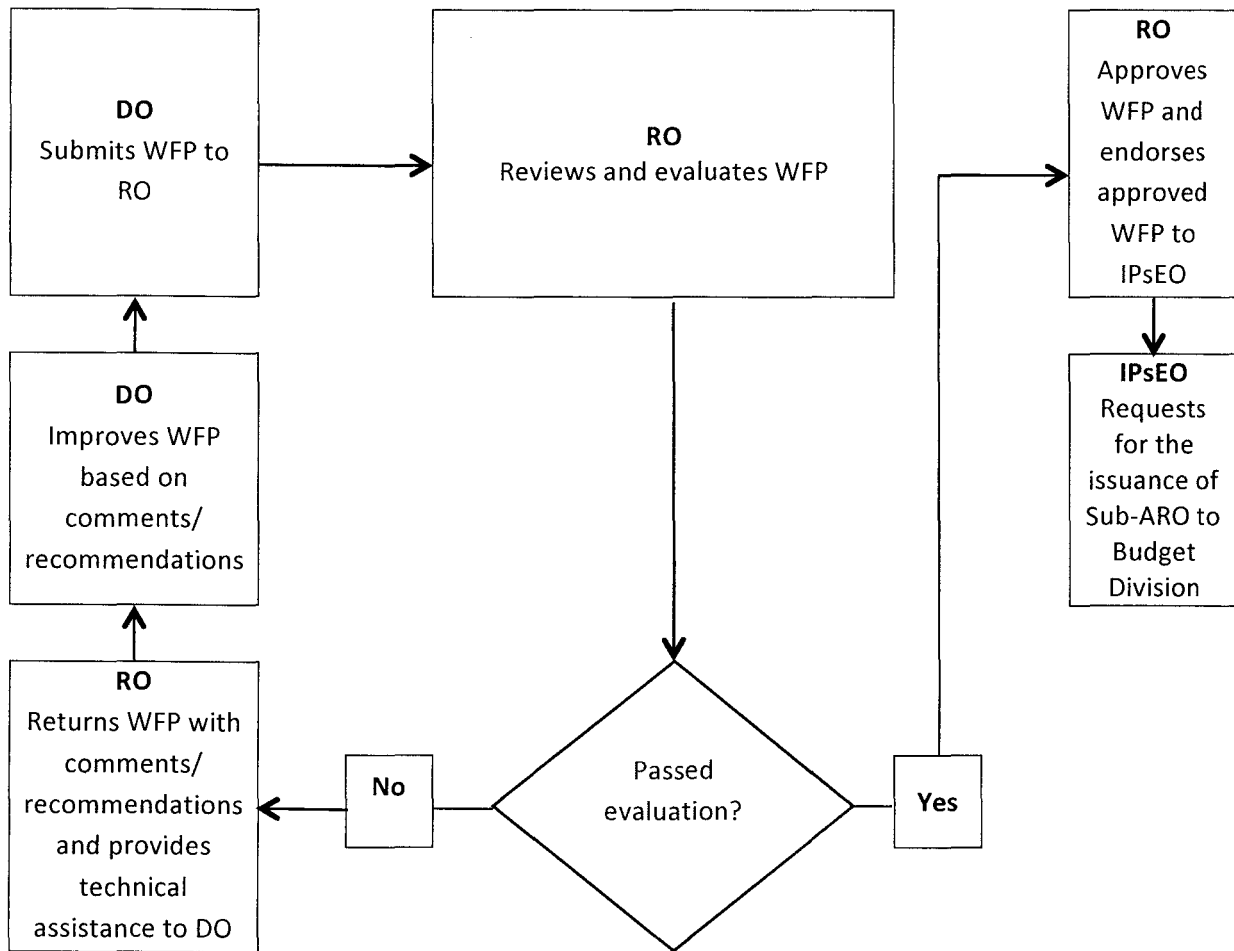 DO
Submits WFP to
RO
RO
Reviews and evaluates WFP
RO
Approves
WFP and
endorses
approved
WFP to
IPsEO
DO
Improves WFP
based on
comments/
recommendations
IPsEO
Requests
for the
issuance of
Sub-ARO to
Budget
Division
RO
Returns WFP with
comments/
recommendations
and provides
technical
assistance to DO
No
Passed
evaluation?
Yes